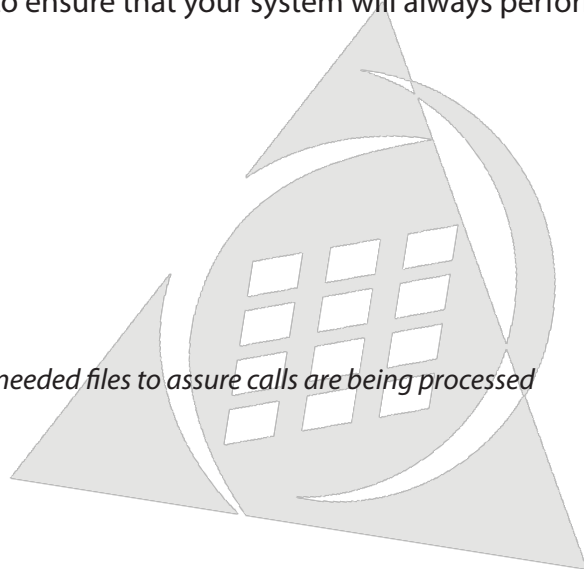 o ensure that your system will always perfor
needed files to assure calls are being processed